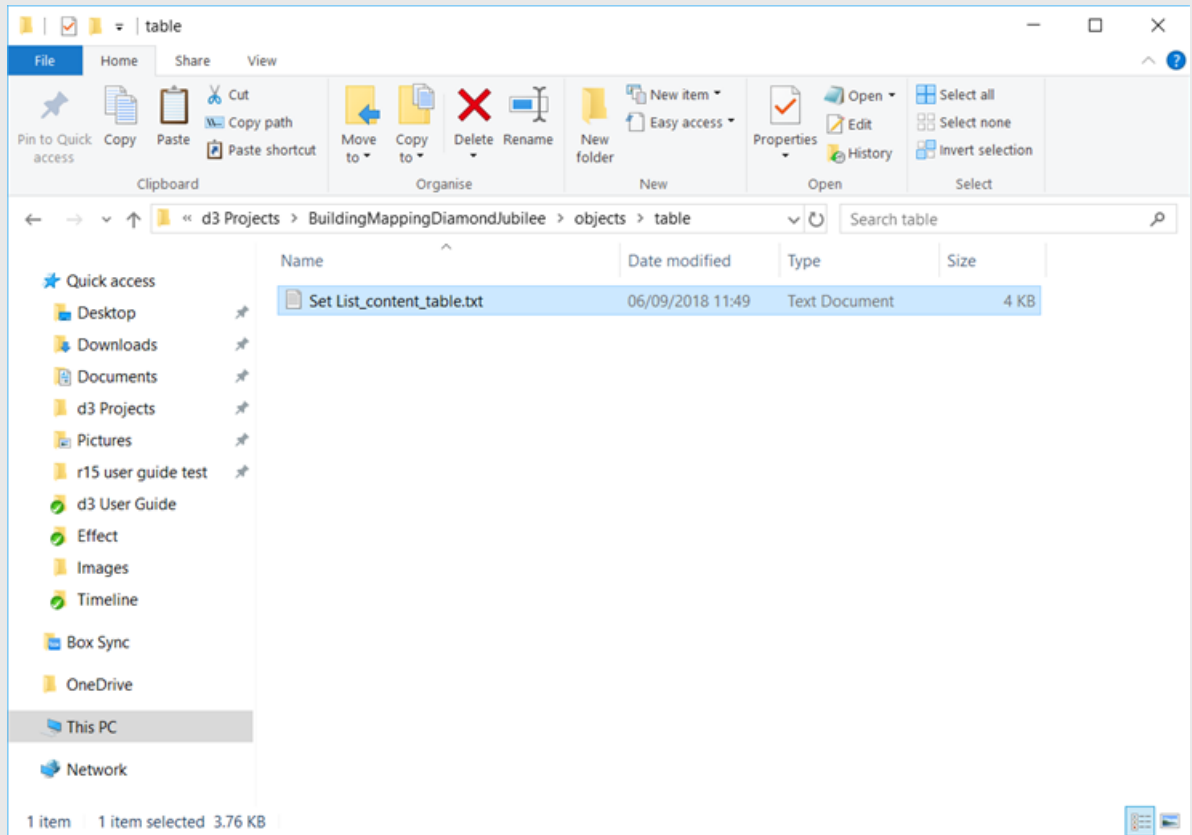 table
File Home Share View
Pin to Quick access
Copy
Paste
Cut
Copy path
Paste shortcut
Clipboard
Move to
Copy to
Delete
Rename
Organise
New folder
New item
Easy access
New
Properties
Open
Edit
History
Open
Select all
Select none
Invert selection
Select
« d3 Projects > BuildingMappingDiamondJubilee > objects > table
Search table
Name Date modified Type Size
Set List_content_table.txt 06/09/2018 11:49 Text Document 4 KB
Quick access
Desktop
Downloads
Documents
d3 Projects
Pictures
r15 user guide test
d3 User Guide
Effect
Images
Timeline
Box Sync
OneDrive
This PC
Network
1 item 1 item selected 3.76 KB